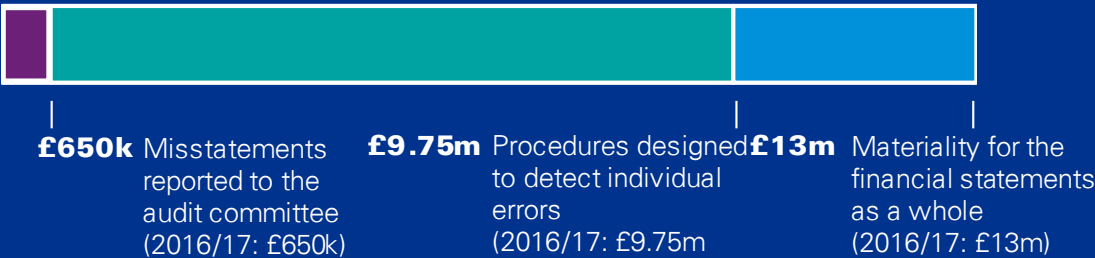 £650k Misstatements
reported to the
audit committee
(2016/17: £650k)
£9.75m Procedures designed
to detect individual
errors
(2016/17: £9.75m
£13m Materiality for the
financial statements
as a whole
(2016/17: £13m)